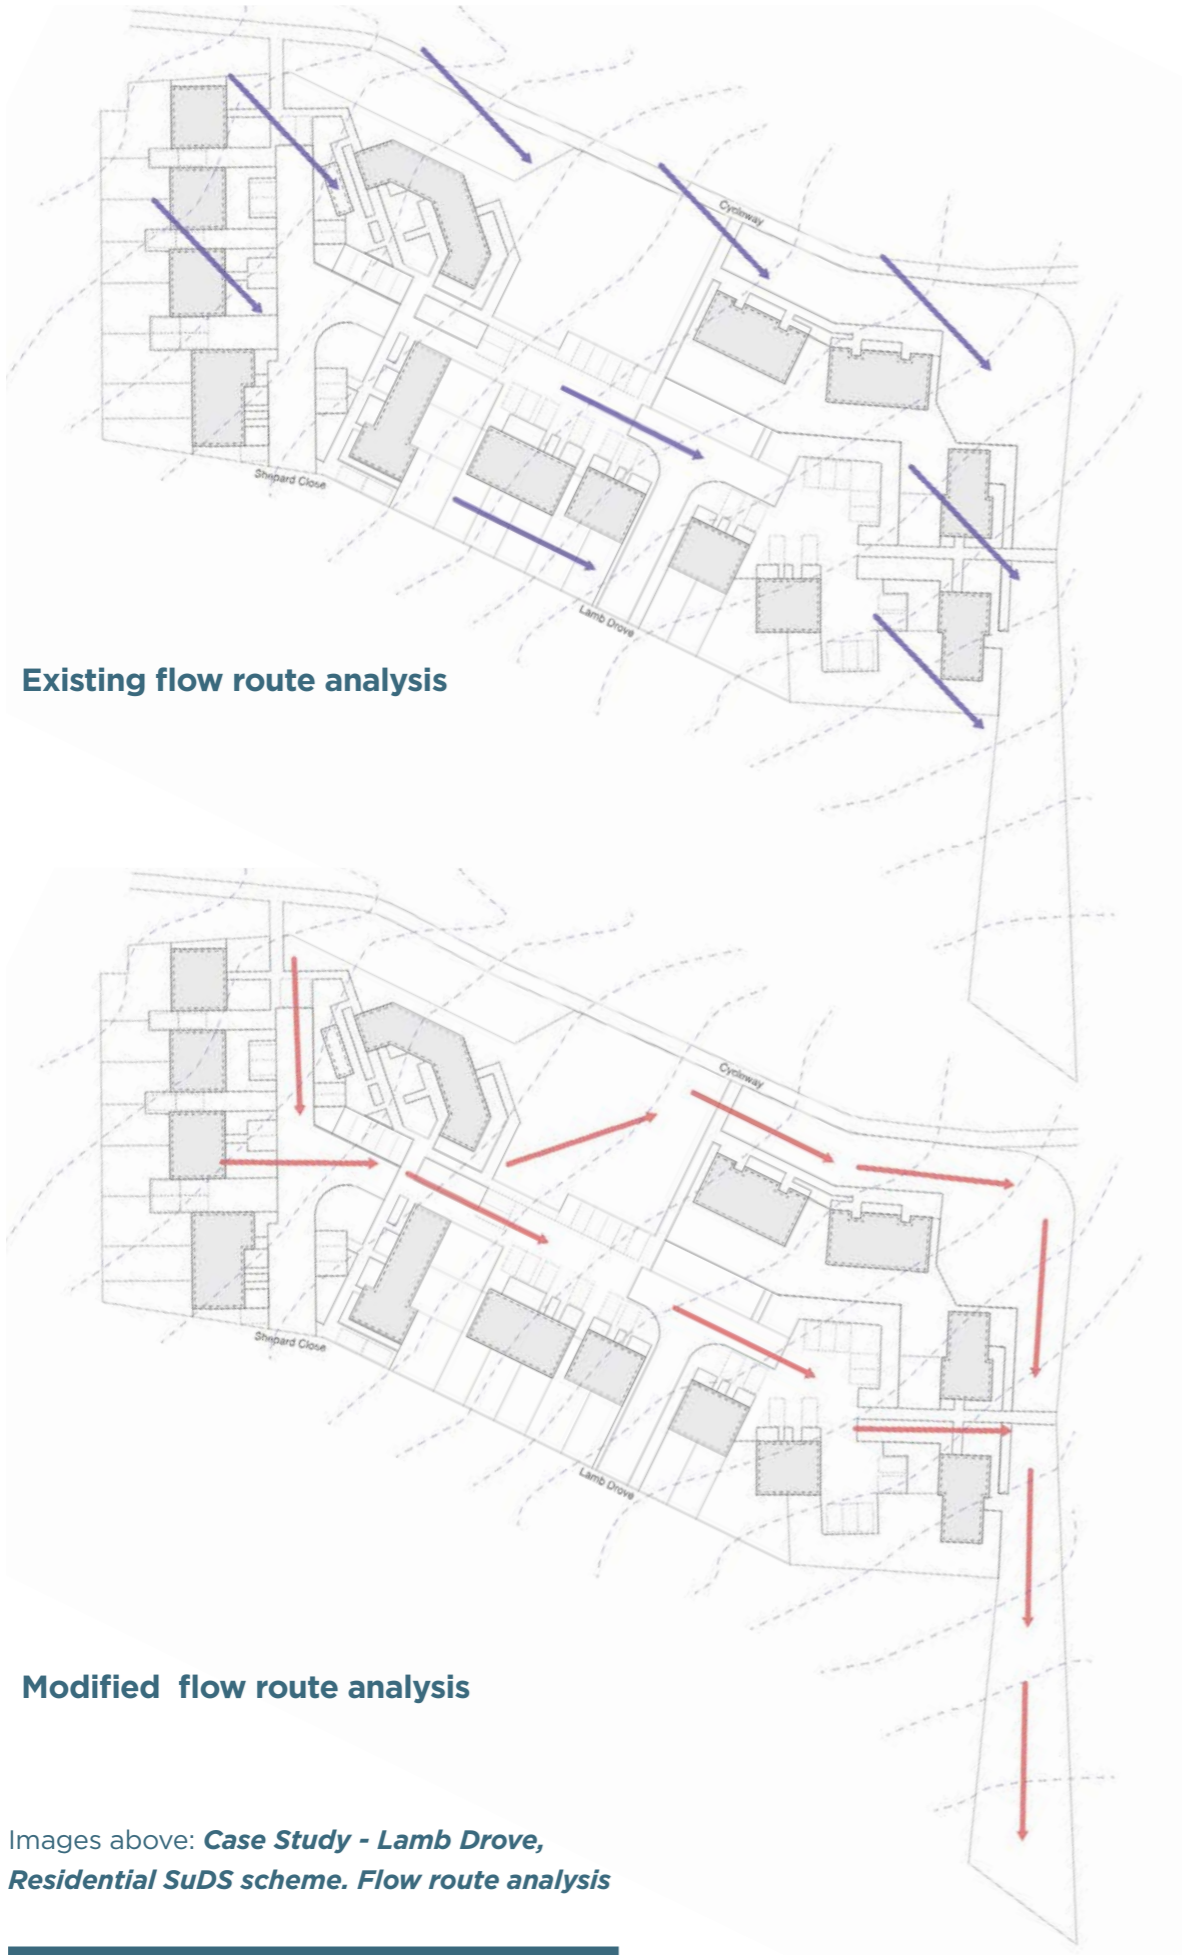 Cycleway
Shepard Close
Lamb Drove
Existing flow route analysis
Cycleway
Shepard Close
Lamb Drove
Modified flow route analysis
Images above: Case Study - Lamb Drove,
Residential SuDS scheme. Flow route analysis